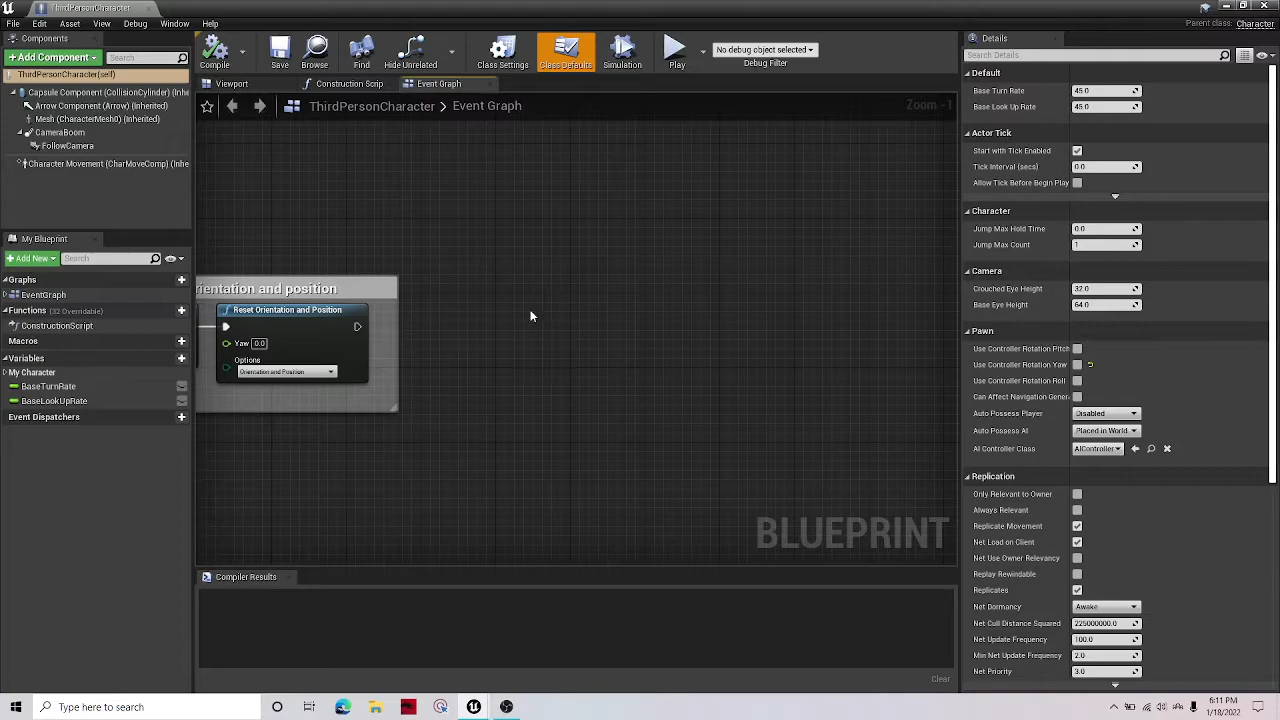 ThirdPersonCharacter
File Edit Asset View Debug Window Help
Parent class: Character
Components
+Add Component
Search
ThirdPersonCharacter(self)
Capsule Component (CollisionCylinder) (Inhe
Arrow Component (Arrow) (Inherited)
Mesh (CharacterMesh0) (Inherited)
CameraBoom
FollowCamera
Character Movement (CharMoveComp) (Inhe
My Blueprint
+Add New
Search
Graphs
EventGraph
Functions (32 Overridable)
ConstructionScript
Macros
Variables
My Character
BaseTurnRate
BaseLookUpRate
Event Dispatchers
Compile
Save
Browse
Find
Hide Unrelated
Class Settings
Class Defaults
Simulation
Play
No debug object selected
Debug Filter
Viewport
Construction Scrip
Event Graph
ThirdPersonCharacter > Event Graph
Zoom -1
rientation and position
f Reset Orientation and Position
Yaw 0.0
Options
Orientation and Position
BLUEPRINT
Compiler Results
Clear
Details
Search Details
Default
Base Turn Rate 45.0
Base Look Up Rate 45.0
Actor Tick
Start with Tick Enabled
Tick Interval (secs) 0.0
Allow Tick Before Begin Play
Character
Jump Max Hold Time 0.0
Jump Max Count 1
Camera
Crouched Eye Height 32.0
Base Eye Height 64.0
Pawn
Use Controller Rotation Pitch
Use Controller Rotation Yaw
Use Controller Rotation Roll
Can Affect Navigation Gener
Auto Possess Player Disabled
Auto Possess AI Placed in World
AI Controller Class AIController
Replication
Only Relevant to Owner
Always Relevant
Replicate Movement
Net Load on Client
Net Use Owner Relevancy
Replay Rewindable
Replicates
Net Dormancy Awake
Net Cull Distance Squared 225000000.0
Net Update Frequency 100.0
Min Net Update Frequency 2.0
Net Priority 3.0
Type here to search
6:11 PM
1/18/2022